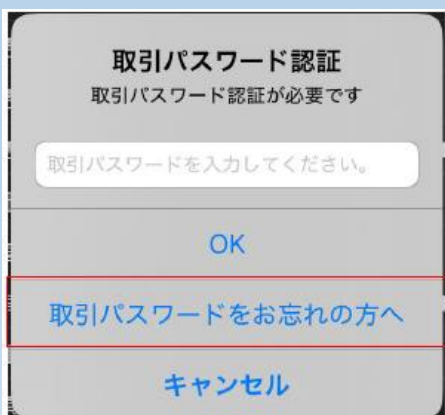 取引パスワード認証
取引パスワード認証が必要です
取引パスワードを入力してください。
OK
取引パスワードをお忘れの方へ
キャンセル